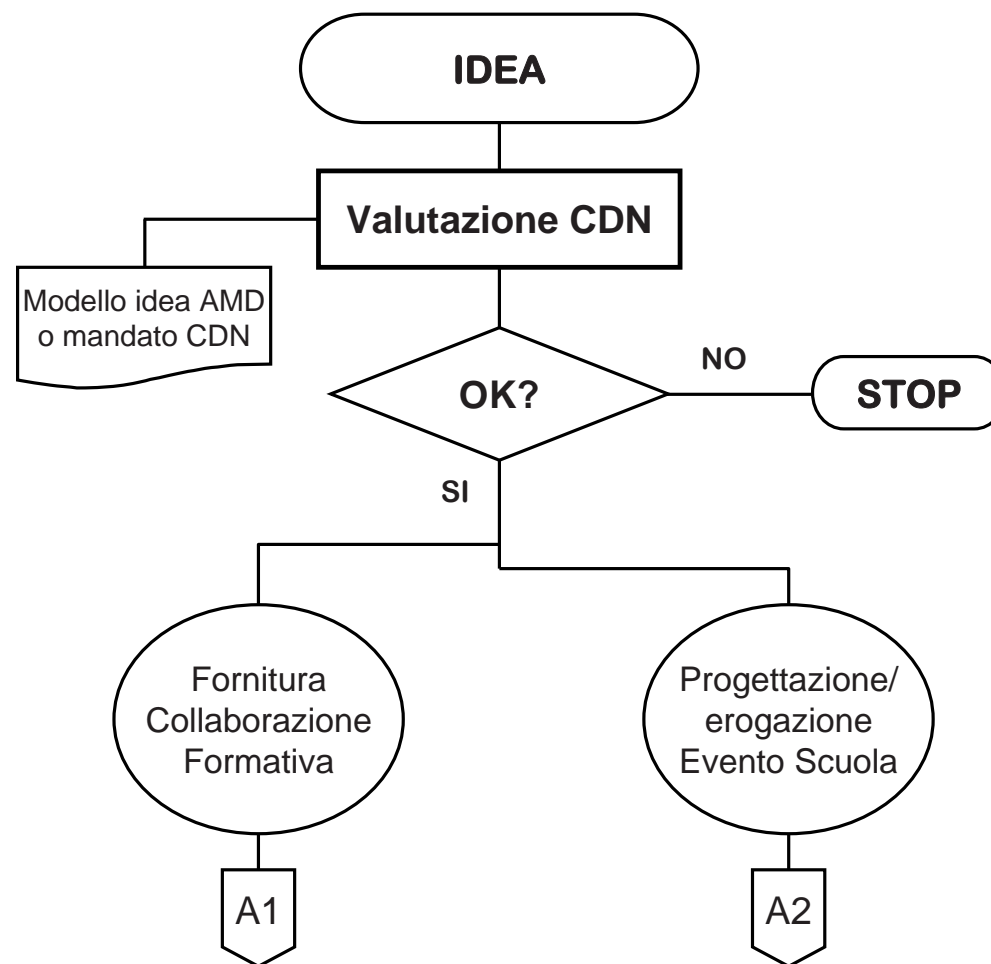 IDEA
Valutazione CDN
Modello idea AMD
o mandato CDN
OK?
NO
STOP
SI
Fornitura
Collaborazione
Formativa
Progettazione/
erogazione
Evento Scuola
A1
A2